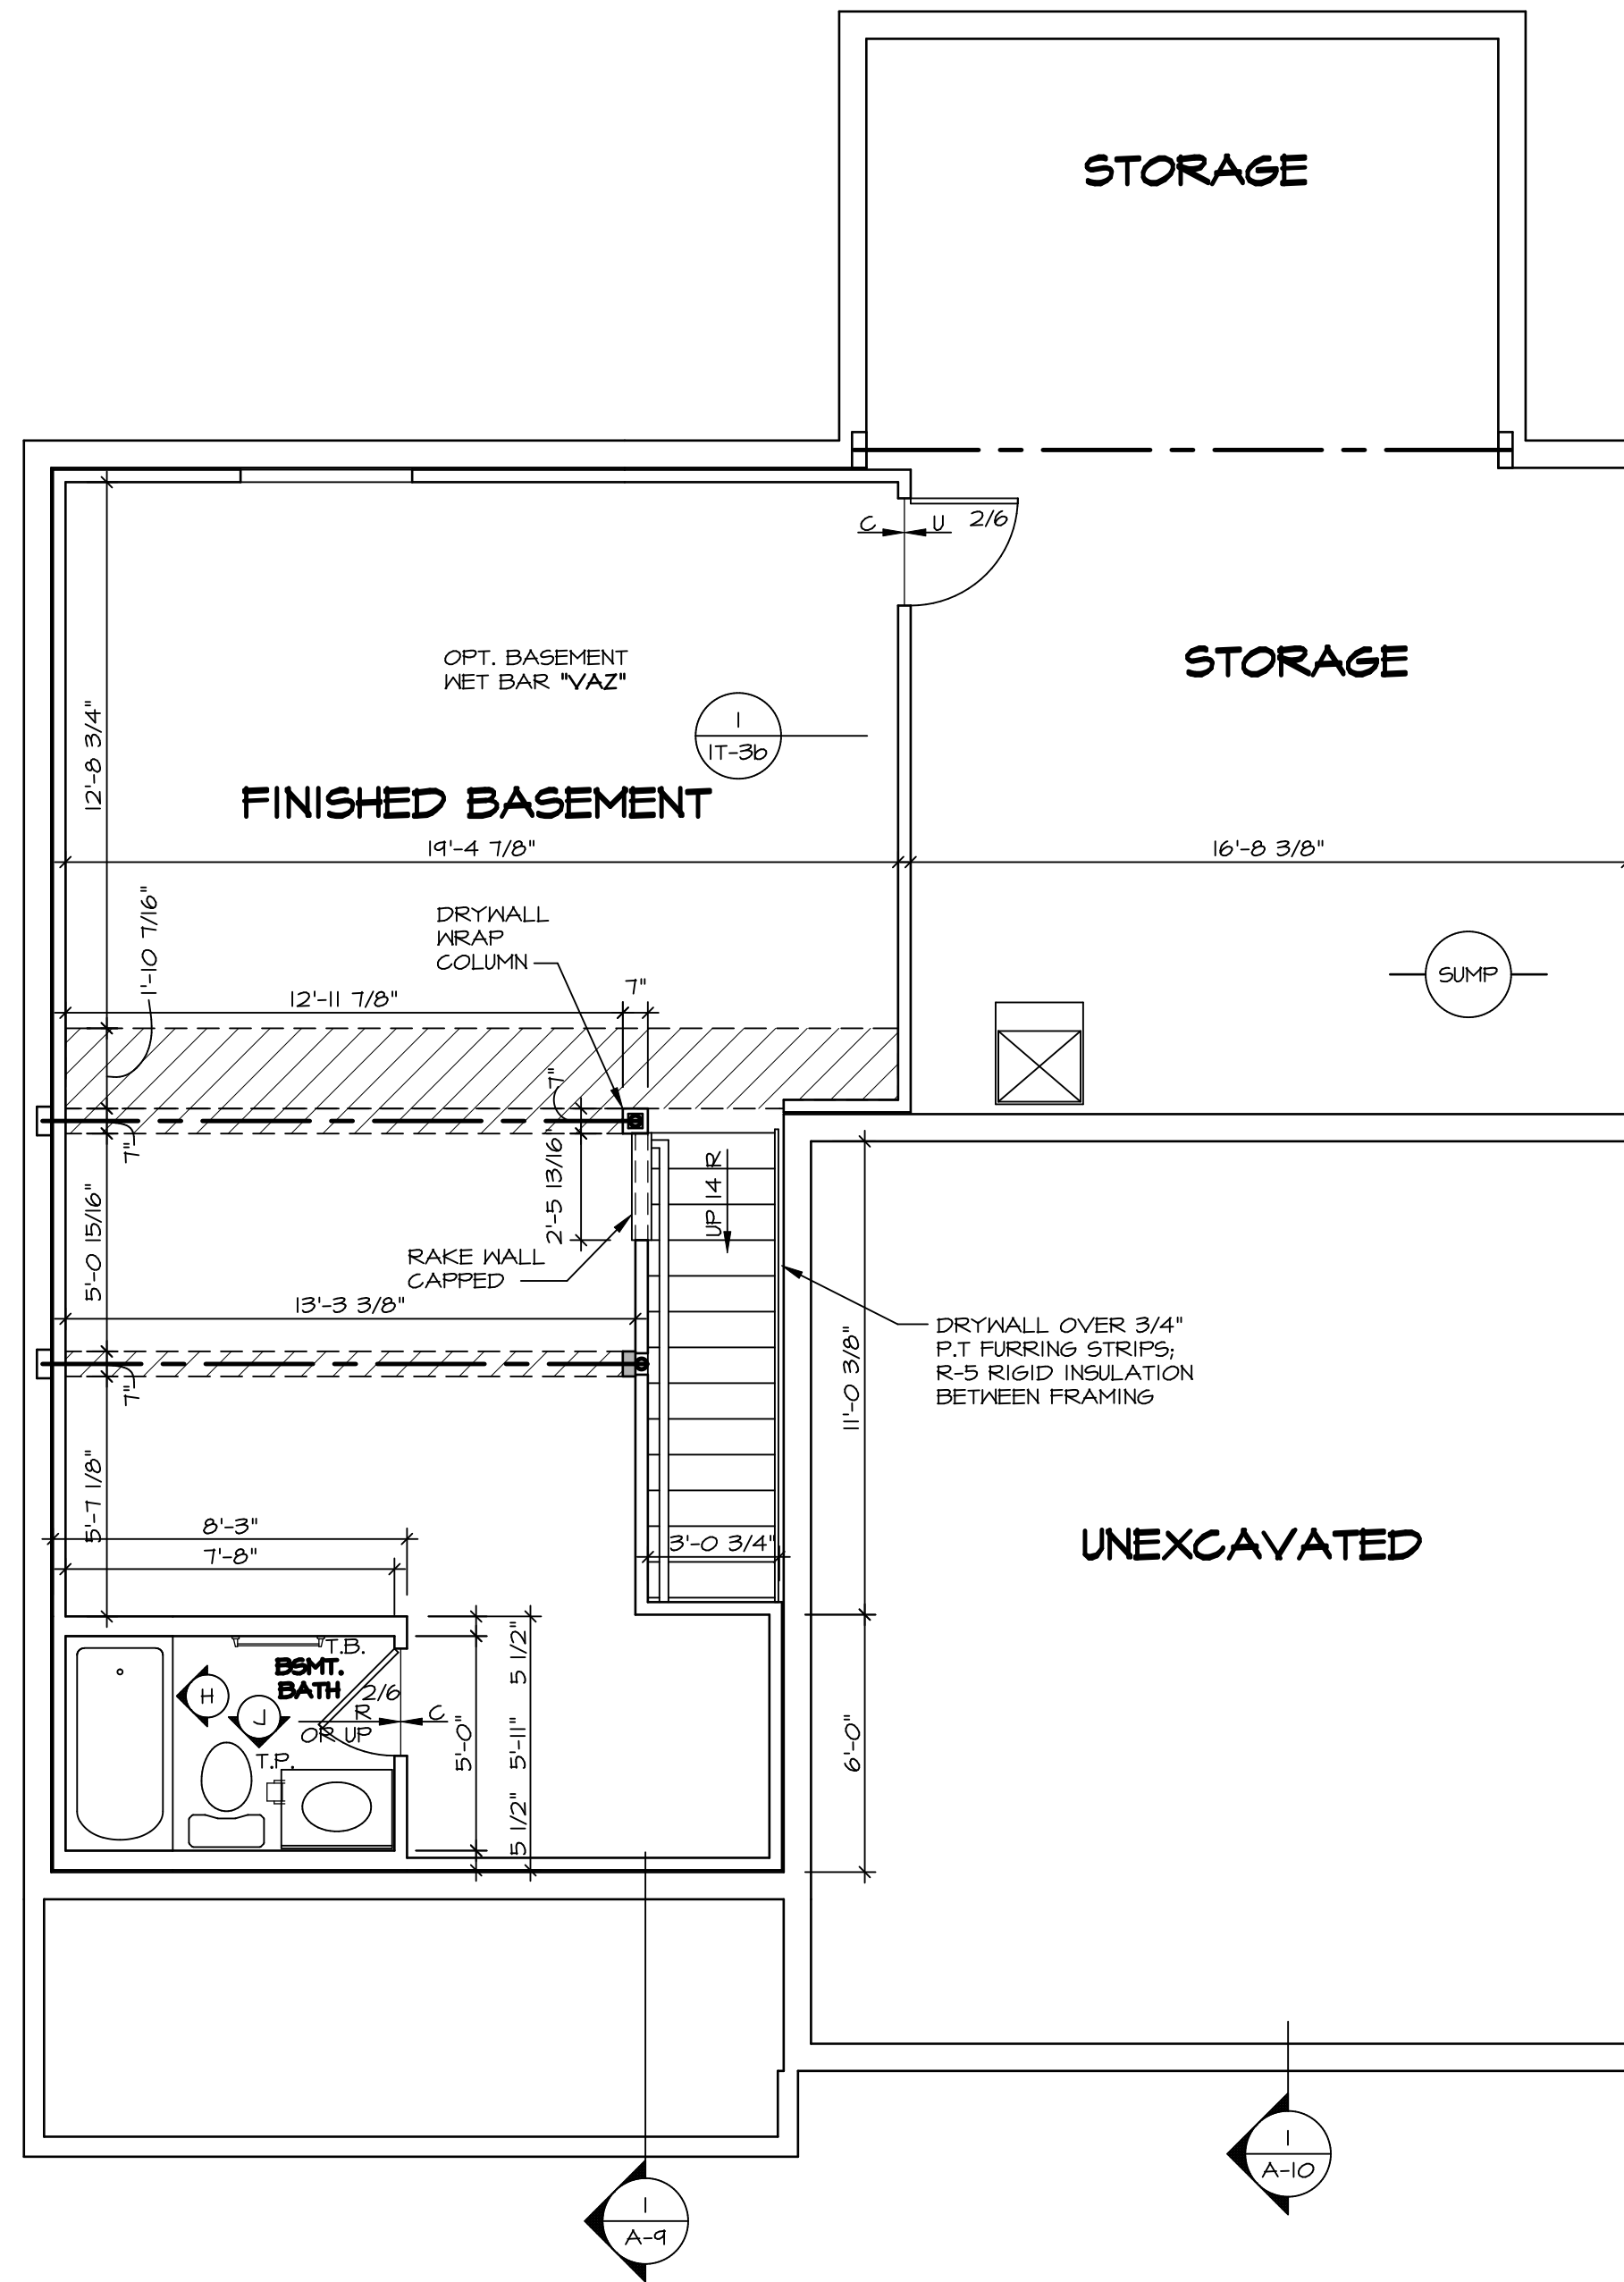 STORAGE
C
U
2/6
OPT. BASEMENT
WET BAR "VAZ"
STORAGE
1
IT-3b
12'-8 3/4"
FINISHED BASEMENT
19'-4 7/8"
16'-8 3/8"
1'-10 7/16"
DRYWALL
WRAP
COLUMN
SUMP
12'-11 7/8"
7"
7"
7"
2'-5 13/16"
UP 14 R
5'-0 15/16"
RAKE WALL
CAPPED
13'-3 3/8"
DRYWALL OVER 3/4"
P.T FURRING STRIPS;
R-5 RIGID INSULATION
BETWEEN FRAMING
7"
11'-0 3/8"
5'-7 1/8"
8'-3"
7'-8"
3'-0 3/4"
UNEXCAVATED
T.B.
BSMT.
BATH
2/6
H
J
R
OR UP
C
T.P.
5'-0"
5 1/2"
5'-11"
5 1/2"
6'-0"
1
A-10
1
A-9